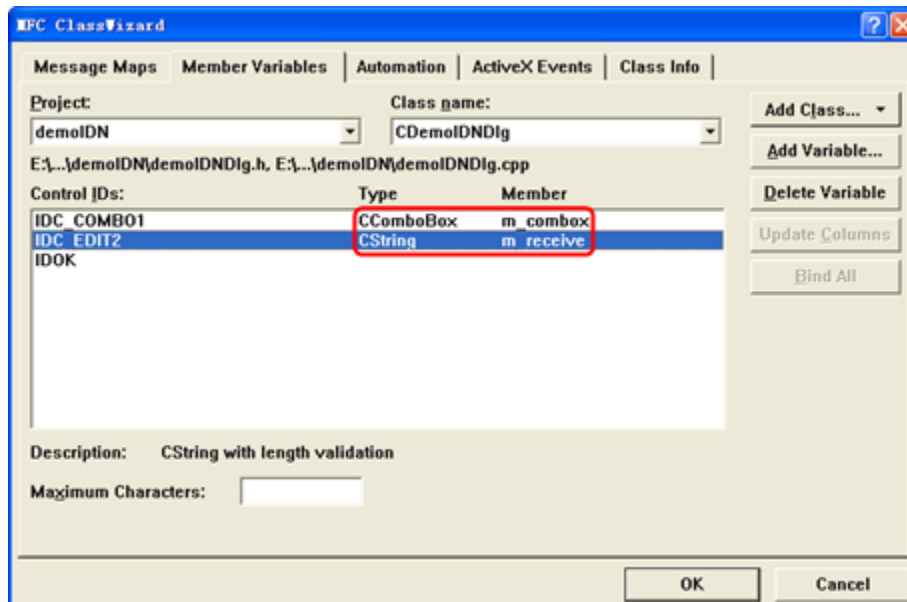 MFC ClassWizard
Message Maps Member Variables Automation ActiveX Events Class Info
Project: Class name:
demoIDN CDemoIDNDlg
Add Class...
E:\...\demoIDN\demoIDNDlg.h, E:\...\demoIDN\demoIDNDlg.cpp
Add Variable...
Control IDs: Type Member
Delete Variable
IDC_COMBO1 CComboBox m_combox
IDC_EDIT2 CString m_receive
Update Columns
IDOK
Bind All
Description: CString with length validation
Maximum Characters:
OK Cancel